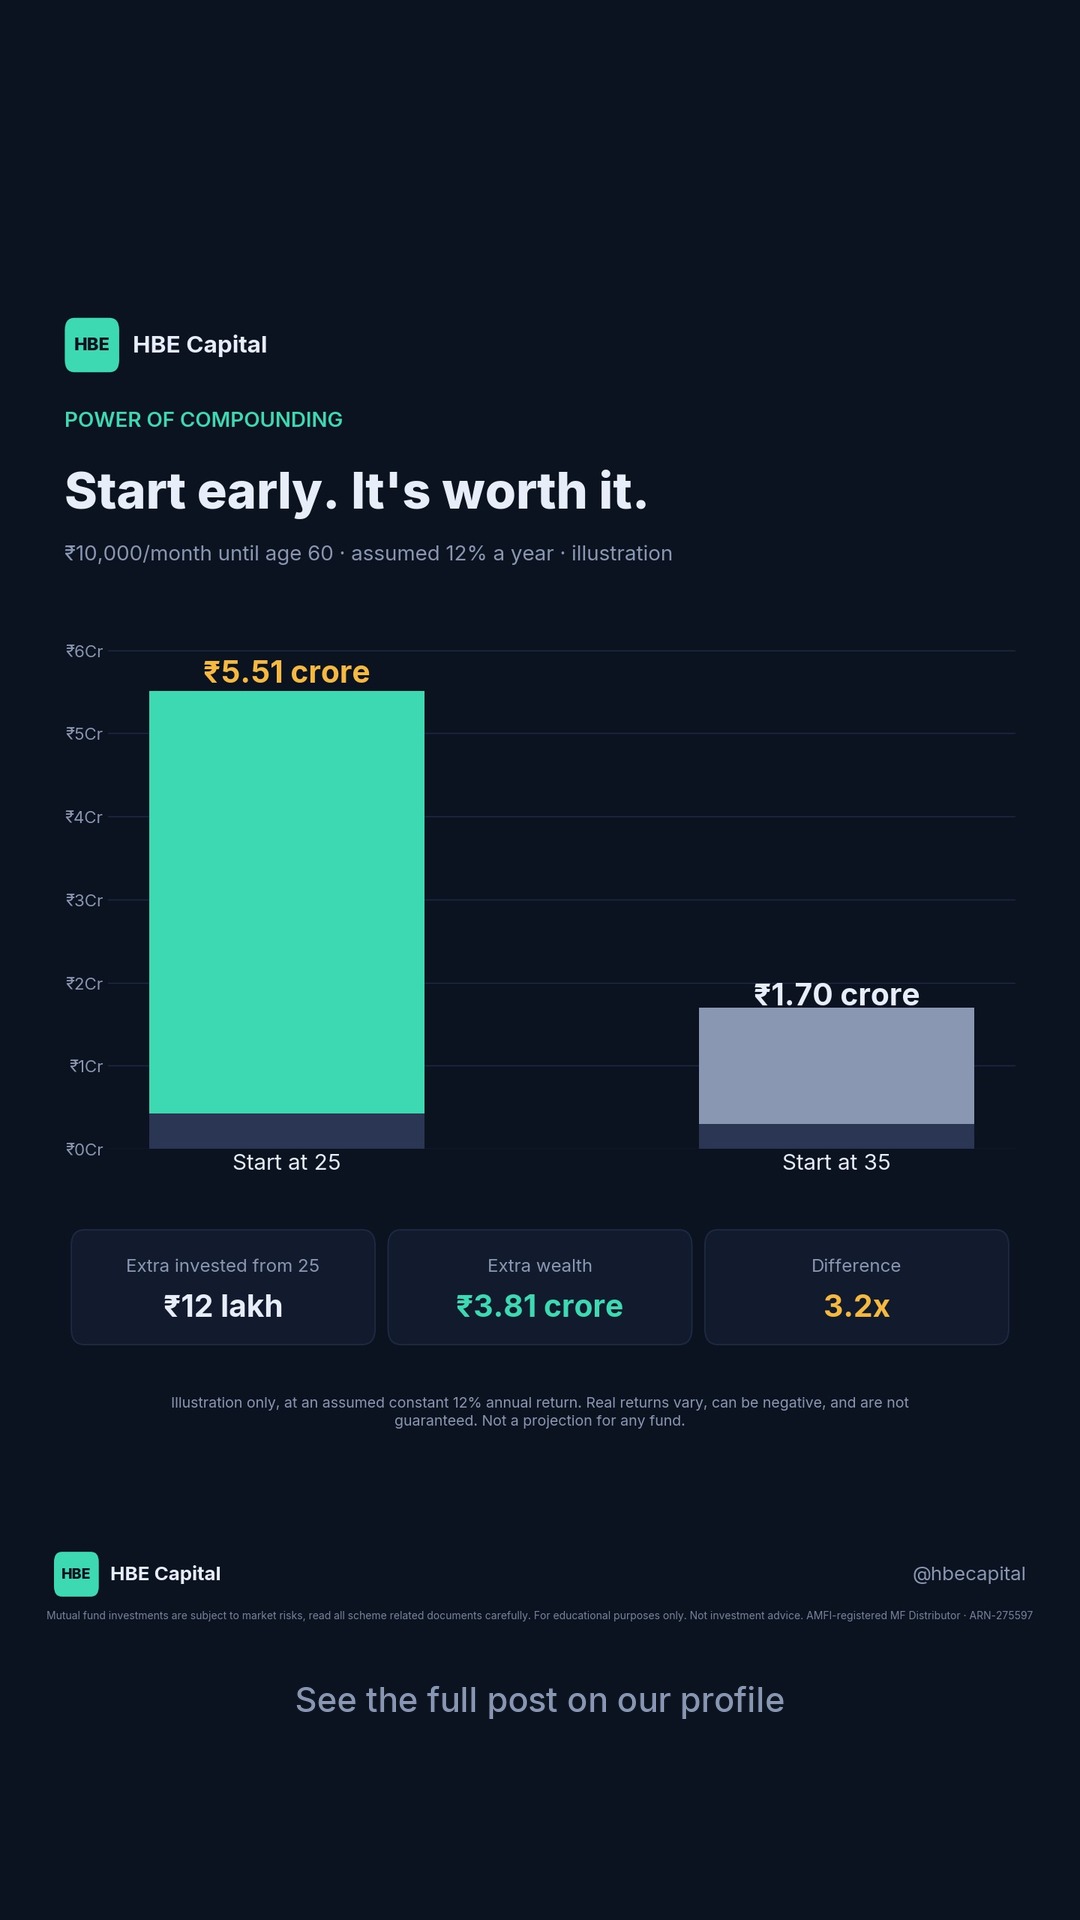 HBE
HBE Capital
POWER OF COMPOUNDING
Start early. It's worth it.
₹10,000/month until age 60 · assumed 12% a year · illustration
₹6Cr
₹5.51 crore
₹5Cr
₹4Cr
₹3Cr
₹2Cr
₹1.70 crore
₹1Cr
₹0Cr
Start at 25
Start at 35
Extra invested from 25
₹12 lakh
Extra wealth
₹3.81 crore
Difference
3.2x
Illustration only, at an assumed constant 12% annual return. Real returns vary, can be negative, and are not
guaranteed. Not a projection for any fund.
HBE
HBE Capital
@hbecapital
Mutual fund investments are subject to market risks, read all scheme related documents carefully. For educational purposes only. Not investment advice. AMFI-registered MF Distributor · ARN-275597
See the full post on our profile